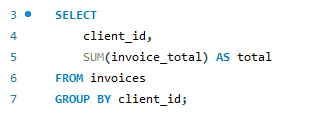 3 SELECT
4 client_id,
5 SUM(invoice_total) AS total
6 FROM invoices
7 GROUP BY client_id;